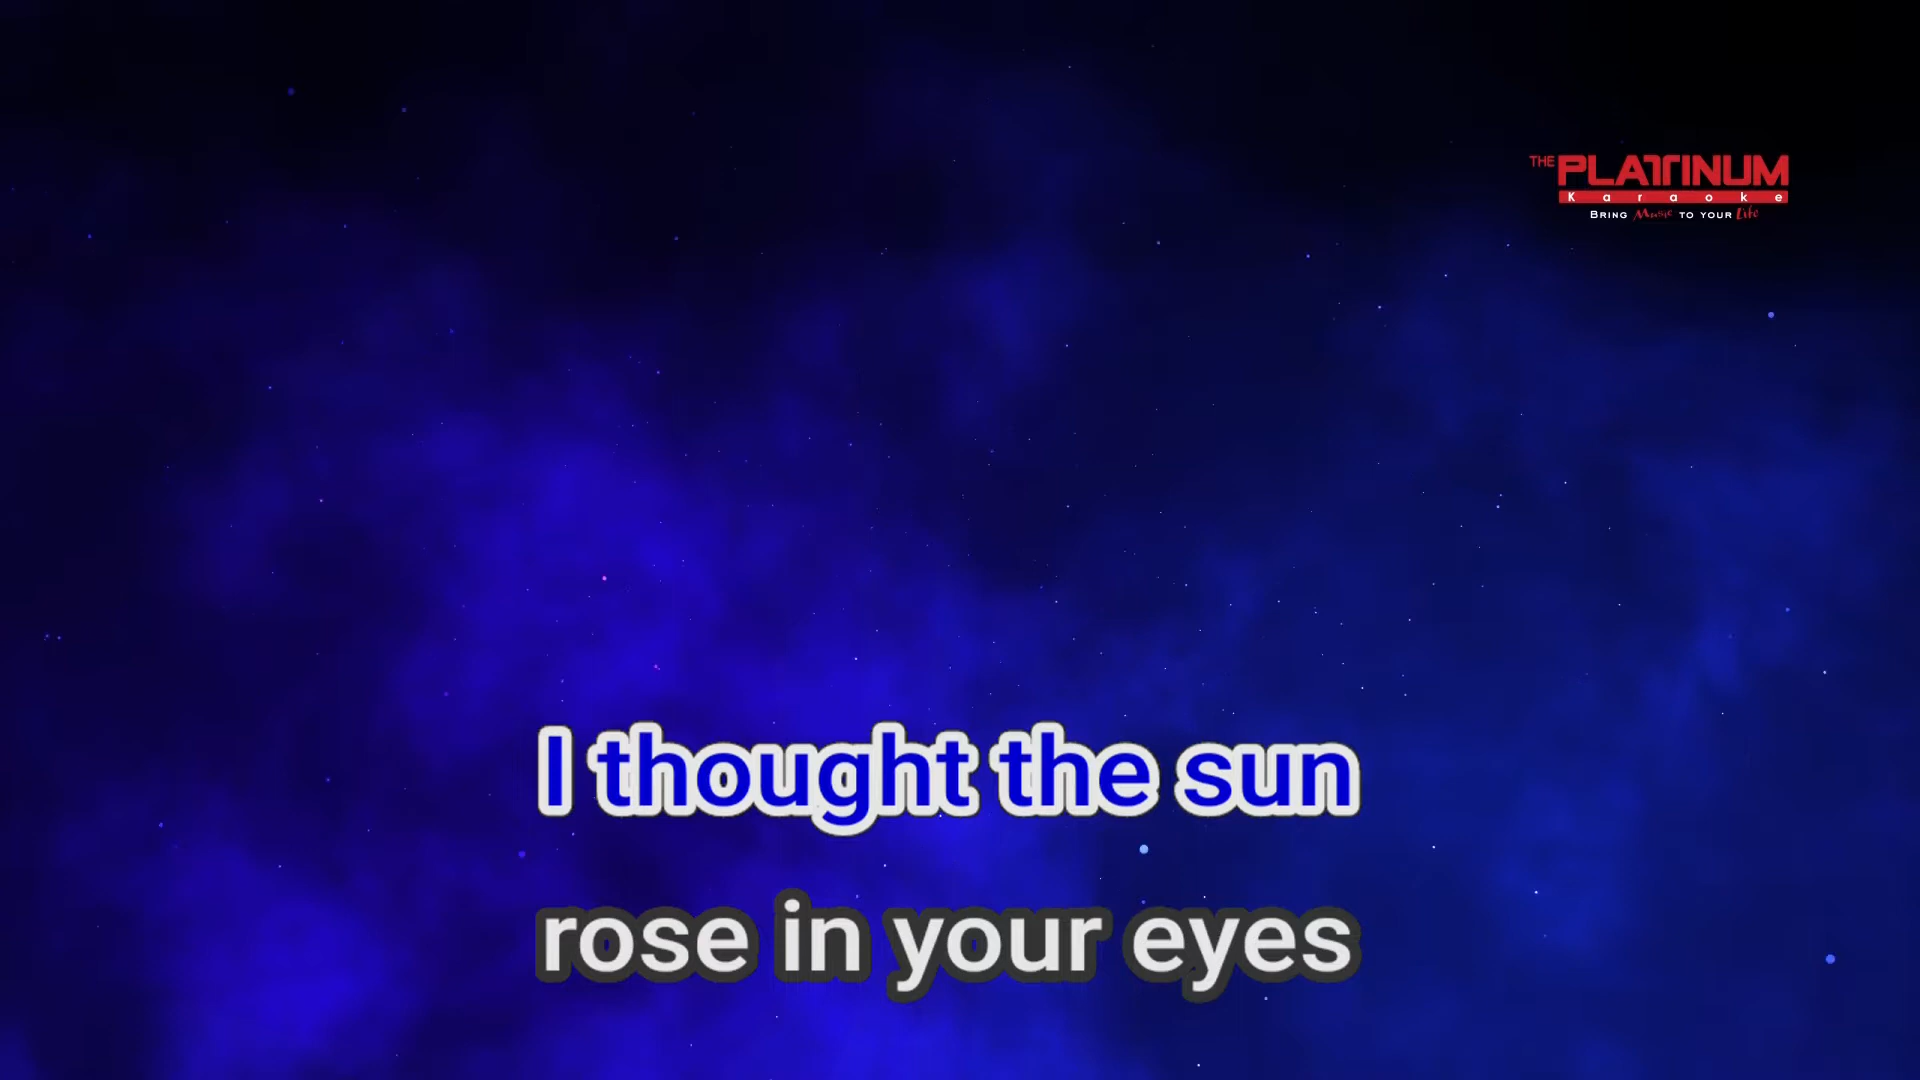 THE PLATINUM
Karaoke
BRING Music TO YOUR Life
I thought the sun
rose in your eyes